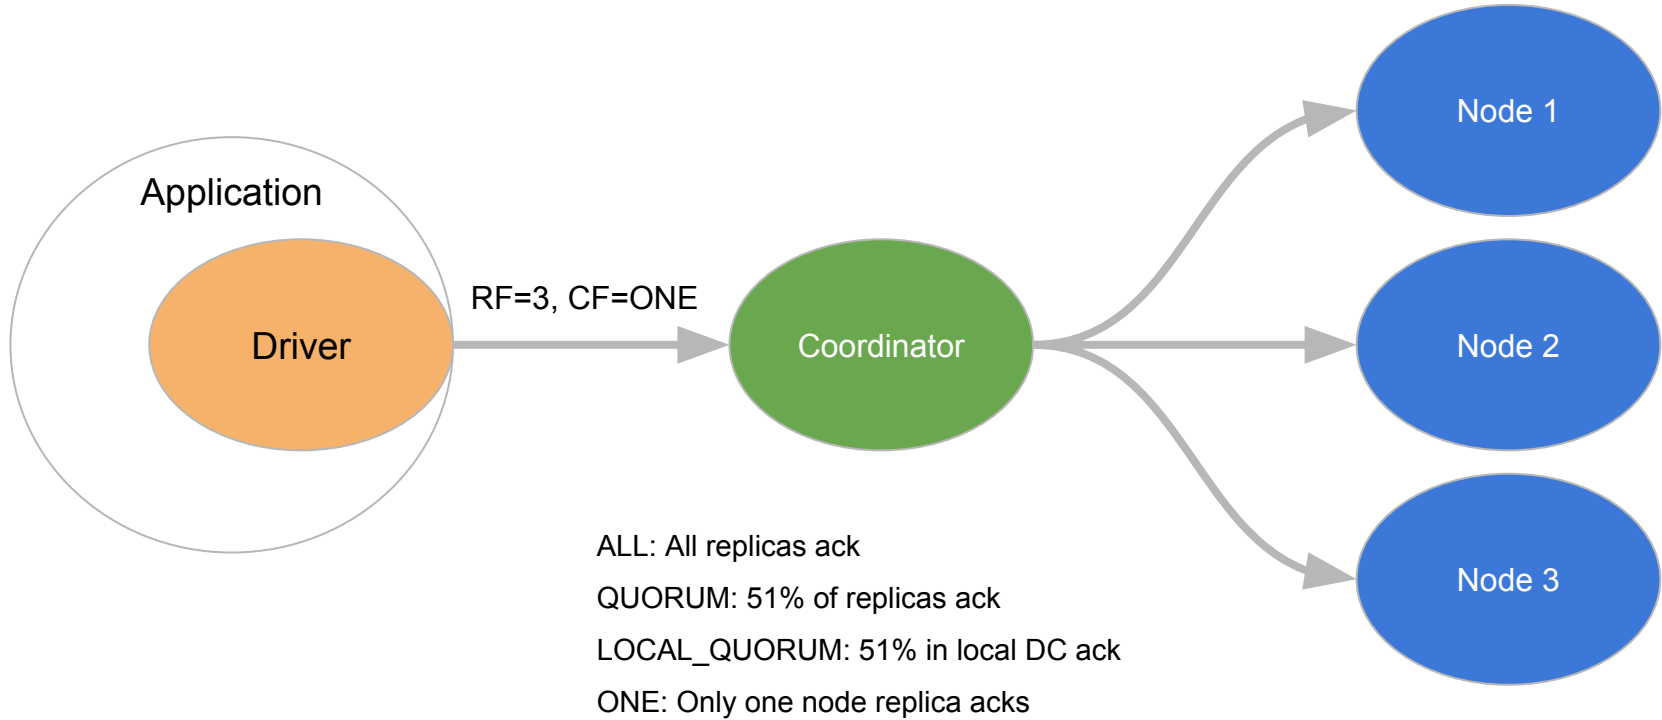 Application
Driver
RF=3, CF=ONE
Coordinator
Node 1
Node 2
Node 3
ALL: All replicas ack
QUORUM: 51% of replicas ack
LOCAL_QUORUM: 51% in local DC ack
ONE: Only one node replica acks